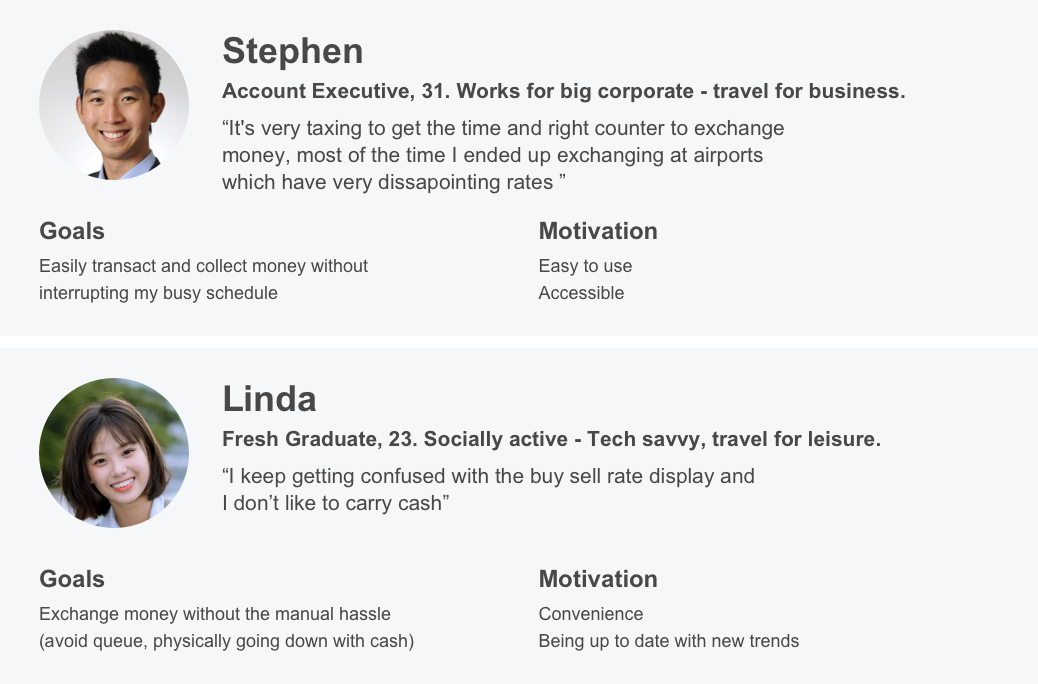 Stephen
Account Executive, 31. Works for big corporate - travel for business.
“It's very taxing to get the time and right counter to exchange
money, most of the time I ended up exchanging at airports
which have very dissapointing rates ”
Goals
Easily transact and collect money without
interrupting my busy schedule
Motivation
Easy to use
Accessible
Linda
Fresh Graduate, 23. Socially active - Tech savvy, travel for leisure.
“I keep getting confused with the buy sell rate display and
I don’t like to carry cash”
Goals
Exchange money without the manual hassle
(avoid queue, physically going down with cash)
Motivation
Convenience
Being up to date with new trends